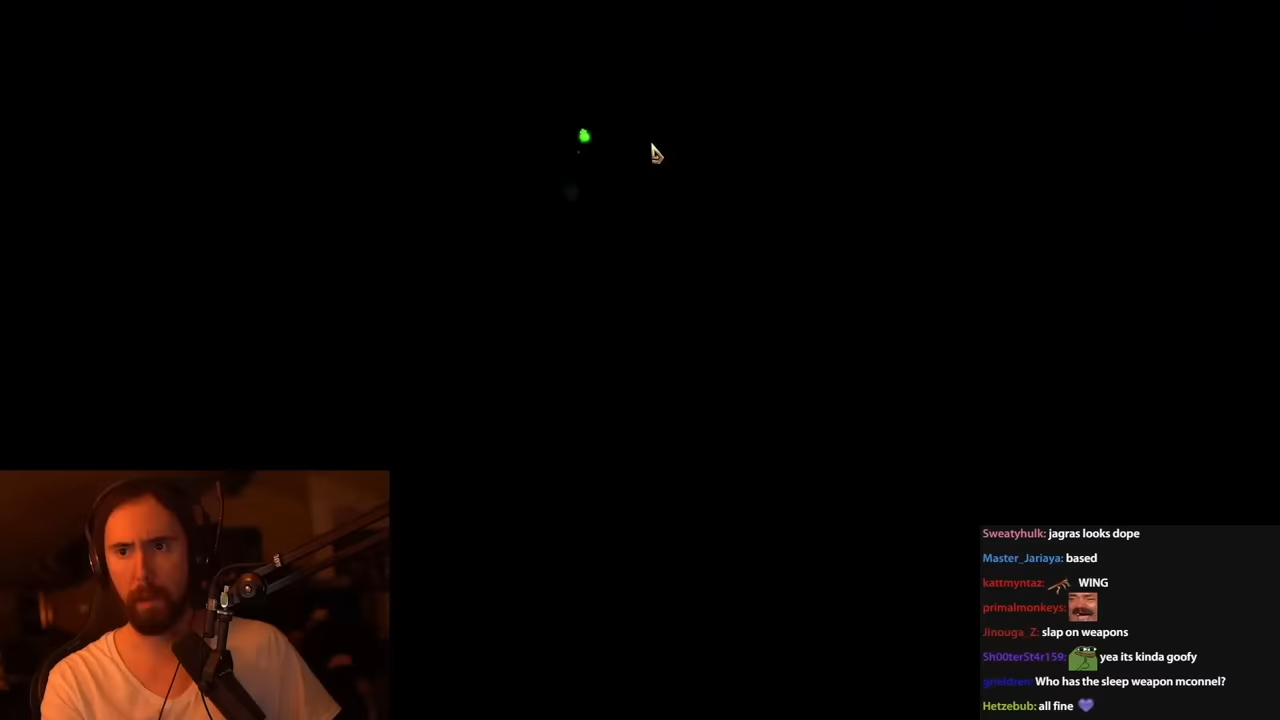 Sweatyhulk: jagras looks dope
Master_Jariaya: based
kattmyntaz: WING
primalmonkeys:
Jinouga_Z: slap on weapons
Sh00terSt4r159: yea its kinda goofy
Who has the sleep weapon mconnel?
Hetzebub: all fine